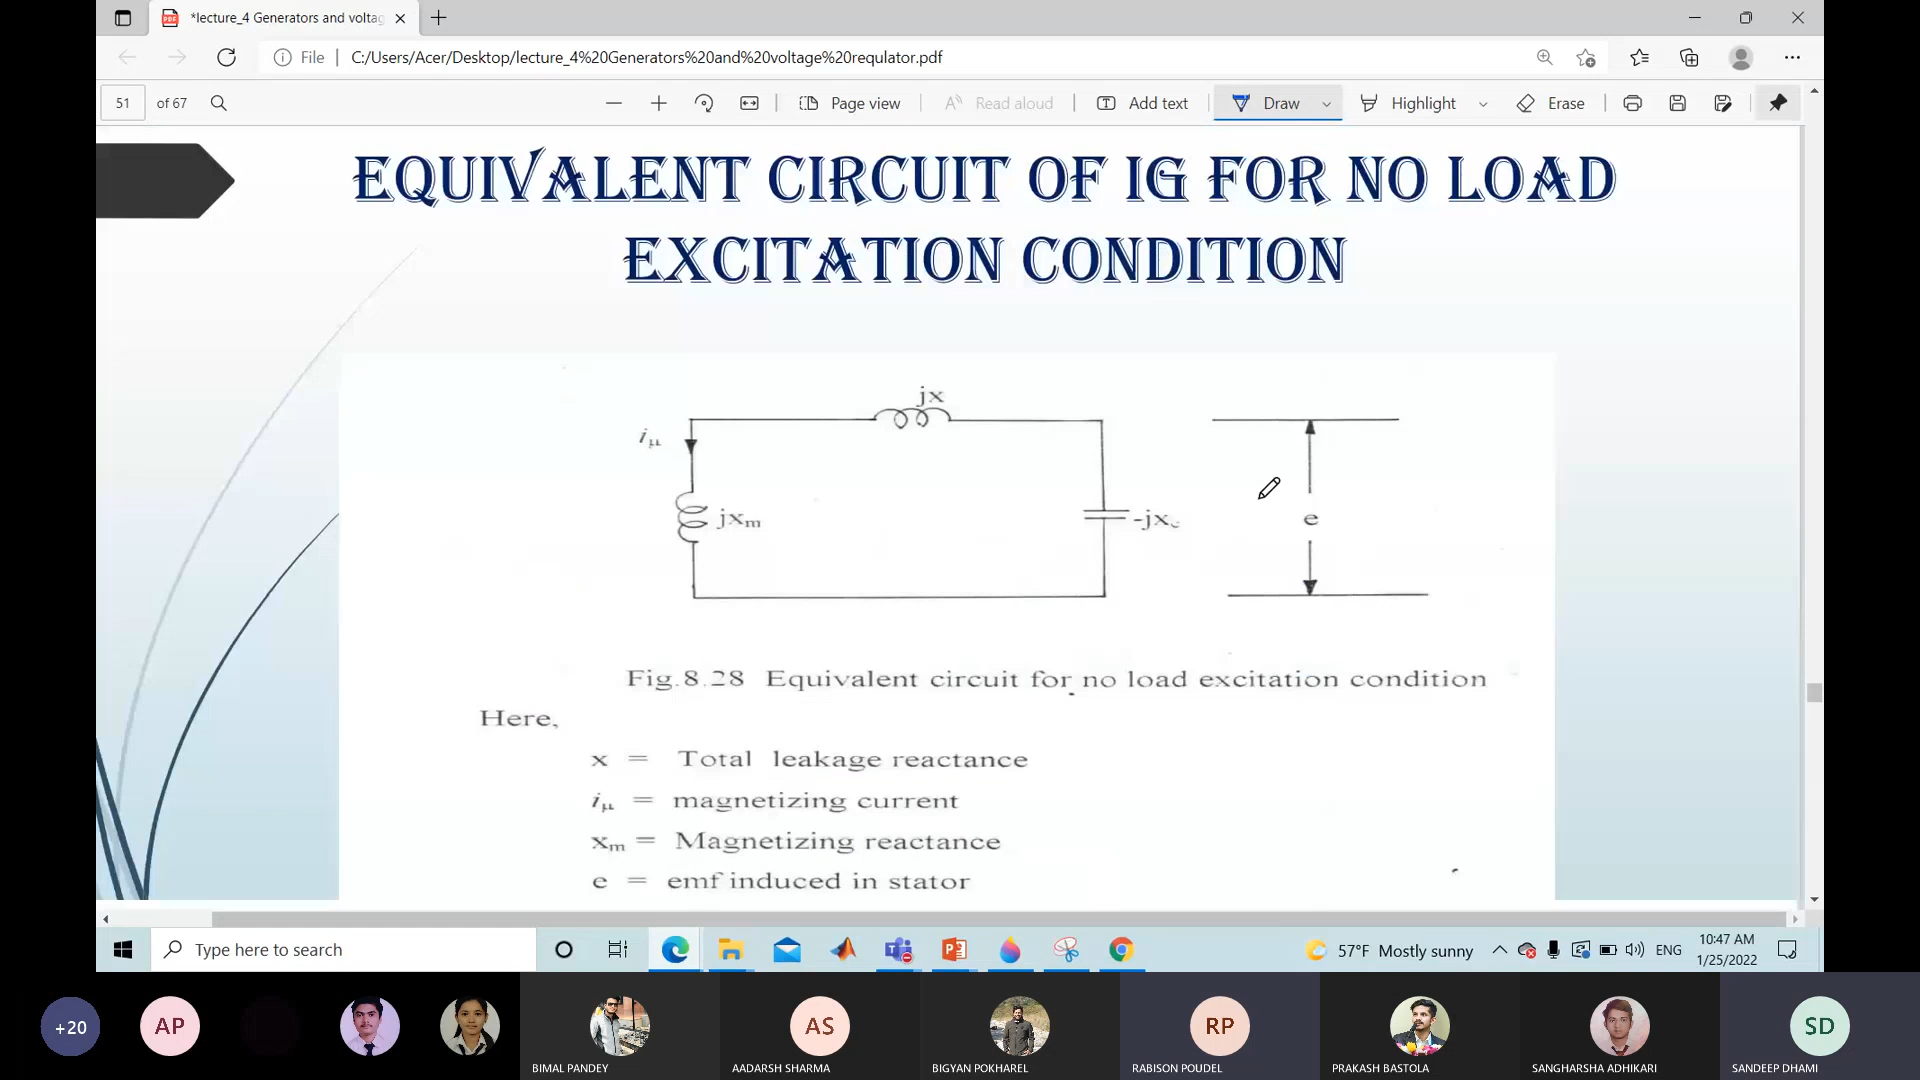 *lecture_4 Generators and voltag
File C:/Users/Acer/Desktop/lecture_4%20Generators%20and%20voltage%20requlator.pdf
51 of 67 Page view Read aloud Add text Draw Highlight Erase
EQUIVALENT CIRCUIT OF IG FOR NO LOAD
EXCITATION CONDITION
jx
iμ
jxm
-jxc
e
Fig.8.28 Equivalent circuit for no load excitation condition
Here,
x = Total leakage reactance
iμ = magnetizing current
xm = Magnetizing reactance
e = emf induced in stator
Type here to search
57°F Mostly sunny
ENG
10:47 AM
1/25/2022
+20
AP
AS
RP
SD
BIMAL PANDEY
AADARSH SHARMA
BIGYAN POKHAREL
RABISON POUDEL
PRAKASH BASTOLA
SANGHARSHA ADHIKARI
SANDEEP DHAMI